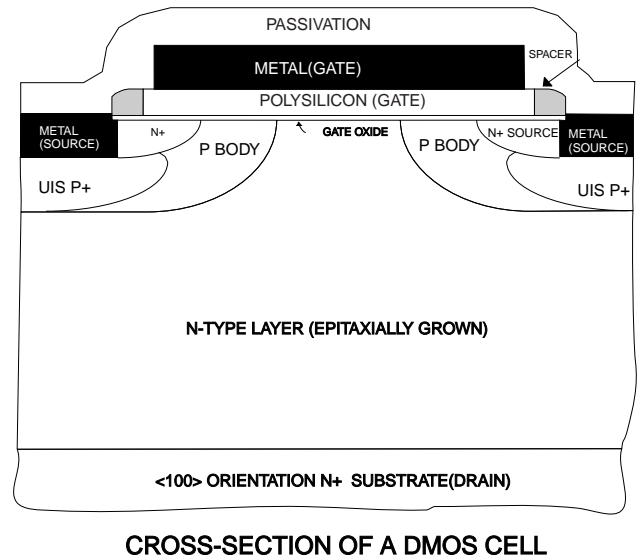 PASSIVATION
SPACER
METAL(GATE)
POLYSILICON (GATE)
METAL
(SOURCE)
N+
GATE OXIDE
N+ SOURCE
METAL
(SOURCE)
P BODY
P BODY
UIS P+
UIS P+
N-TYPE LAYER (EPITAXIALLY GROWN)
<100> ORIENTATION N+ SUBSTRATE(DRAIN)
CROSS-SECTION OF A DMOS CELL